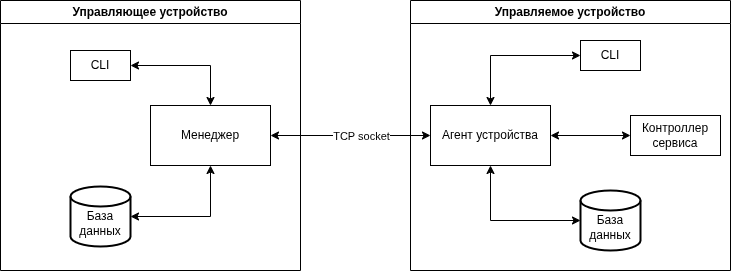 Управляющее устройство
CLI
Менеджер
База
данных
TCP socket
Управляемое устройство
CLI
Агент устройства
Контроллер
сервиса
База
данных